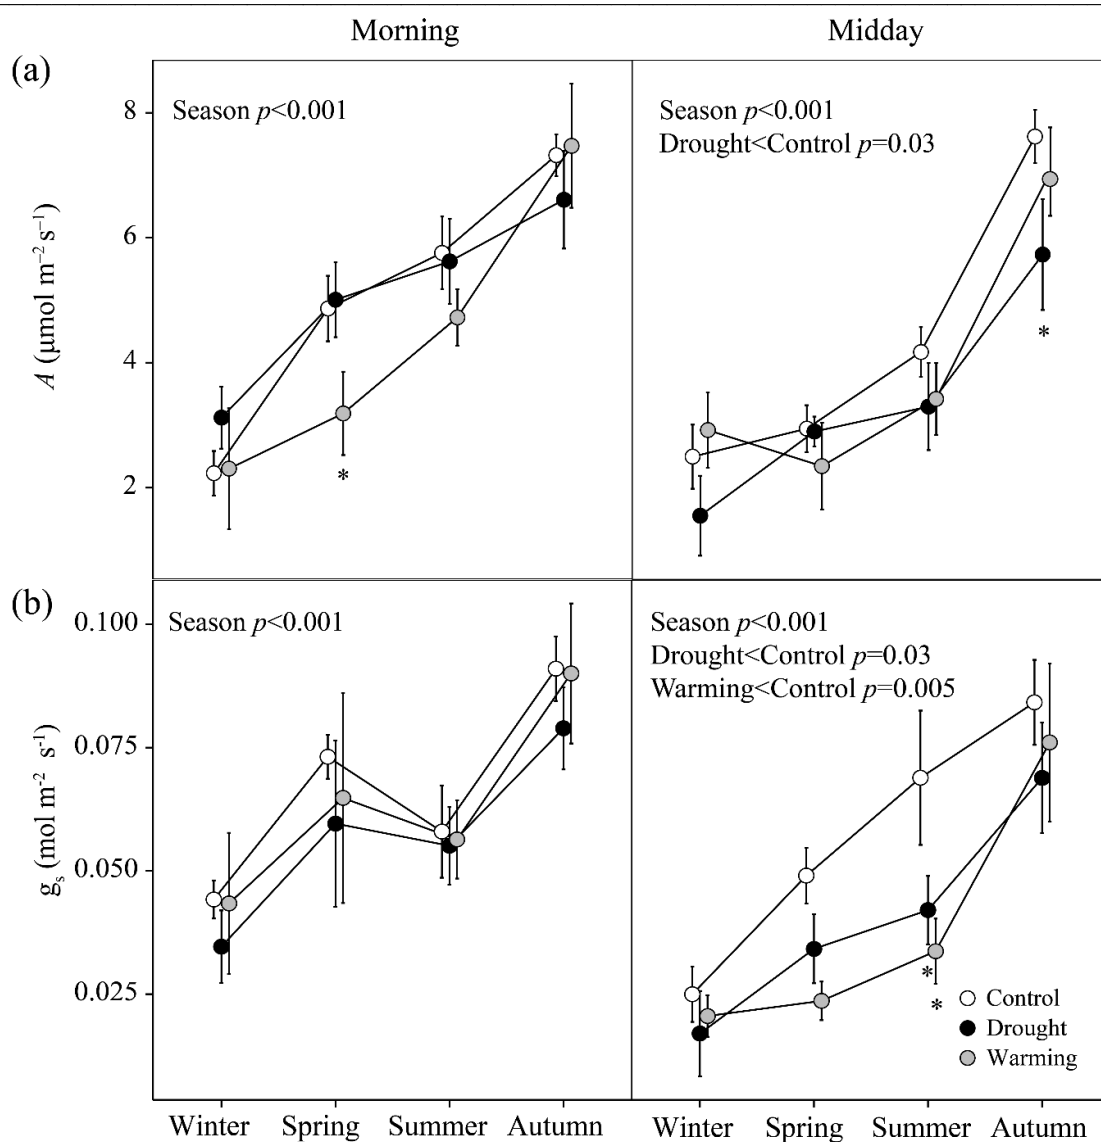 Morning Midday
(a)
Season p<0.001
Season p<0.001
Drought<Control p=0.03
8
6
4
2
A (μmol m⁻² s⁻¹)
*
*
(b)
Season p<0.001
Season p<0.001
Drought<Control p=0.03
Warming<Control p=0.005
0.100
0.075
0.050
0.025
gₛ (mol m⁻² s⁻¹)
*
*
Control
Drought
Warming
Winter Spring Summer Autumn Winter Spring Summer Autumn